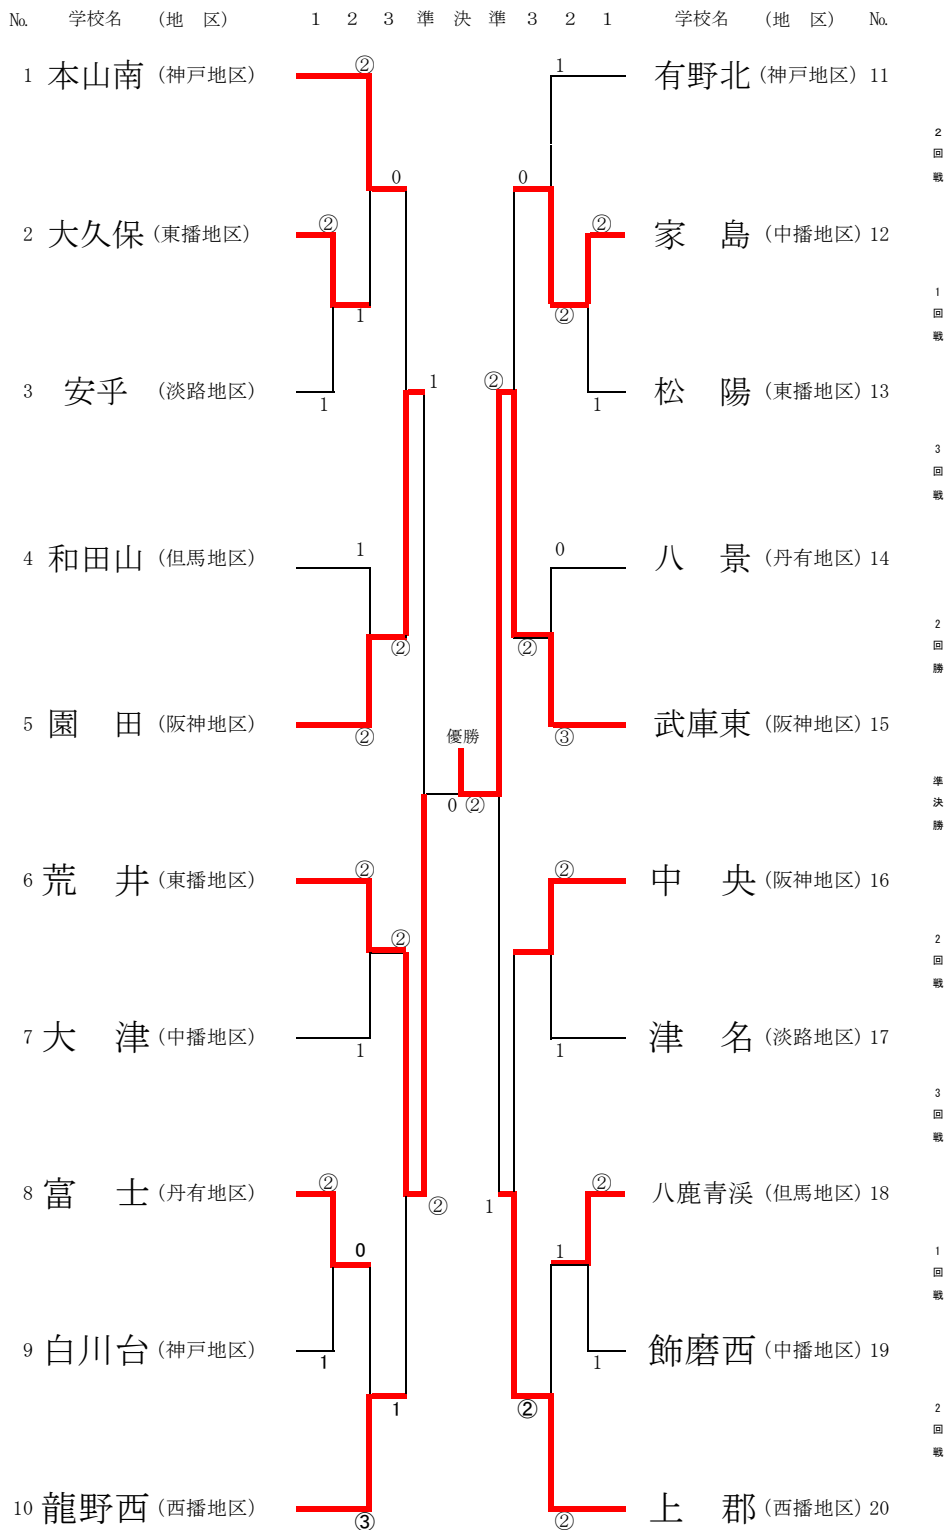 № 学校名 (地 区) 1 2 3 準 決 準 3 2 1 学校名 (地 区) №
② 1
1 本山南 (神戸地区) 有野北 (神戸地区) 11
2
回
戦
0 0
② ②
2 大久保 (東播地区) 家 島 (中播地区) 12
1
回
戦
1 ②
1 ②
3 安乎 (淡路地区) 松 陽 (東播地区) 13
1 1
3
回
戦
1 0
4 和田山 (但馬地区) 八 景 (丹有地区) 14
2
回
勝
② ②
5 園 田 (阪神地区) 武庫東 (阪神地区) 15
② ③
優勝
準
決
勝
0 ②
② ②
6 荒 井 (東播地区) 中 央 (阪神地区) 16
②
2
回
戦
7 大 津 (中播地区) 津 名 (淡路地区) 17
1 1
3
回
戦
② ②
8 富 士 (丹有地区) 八鹿青渓 (但馬地区) 18
② 1
0 1
1
回
戦
9 白川台 (神戸地区) 飾磨西 (中播地区) 19
1 1
1 ②
2
回
戦
10 龍野西 (西播地区) 上 郡 (西播地区) 20
③ ②